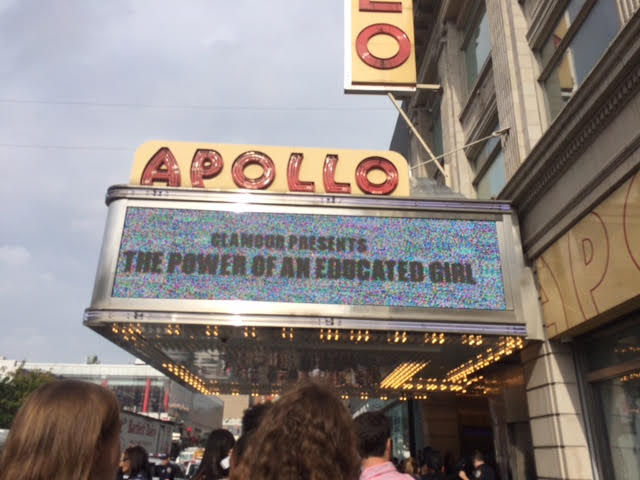 APOLLO
GLAMOUR PRESENTS
THE POWER OF AN EDUCATED GIRL